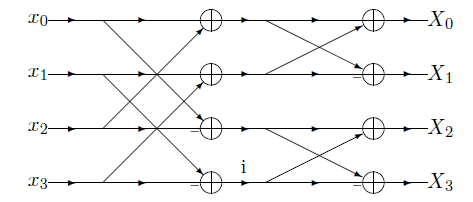 x₀ X₀
x₁ − X₁
x₂ − X₂
i
x₃ − − X₃